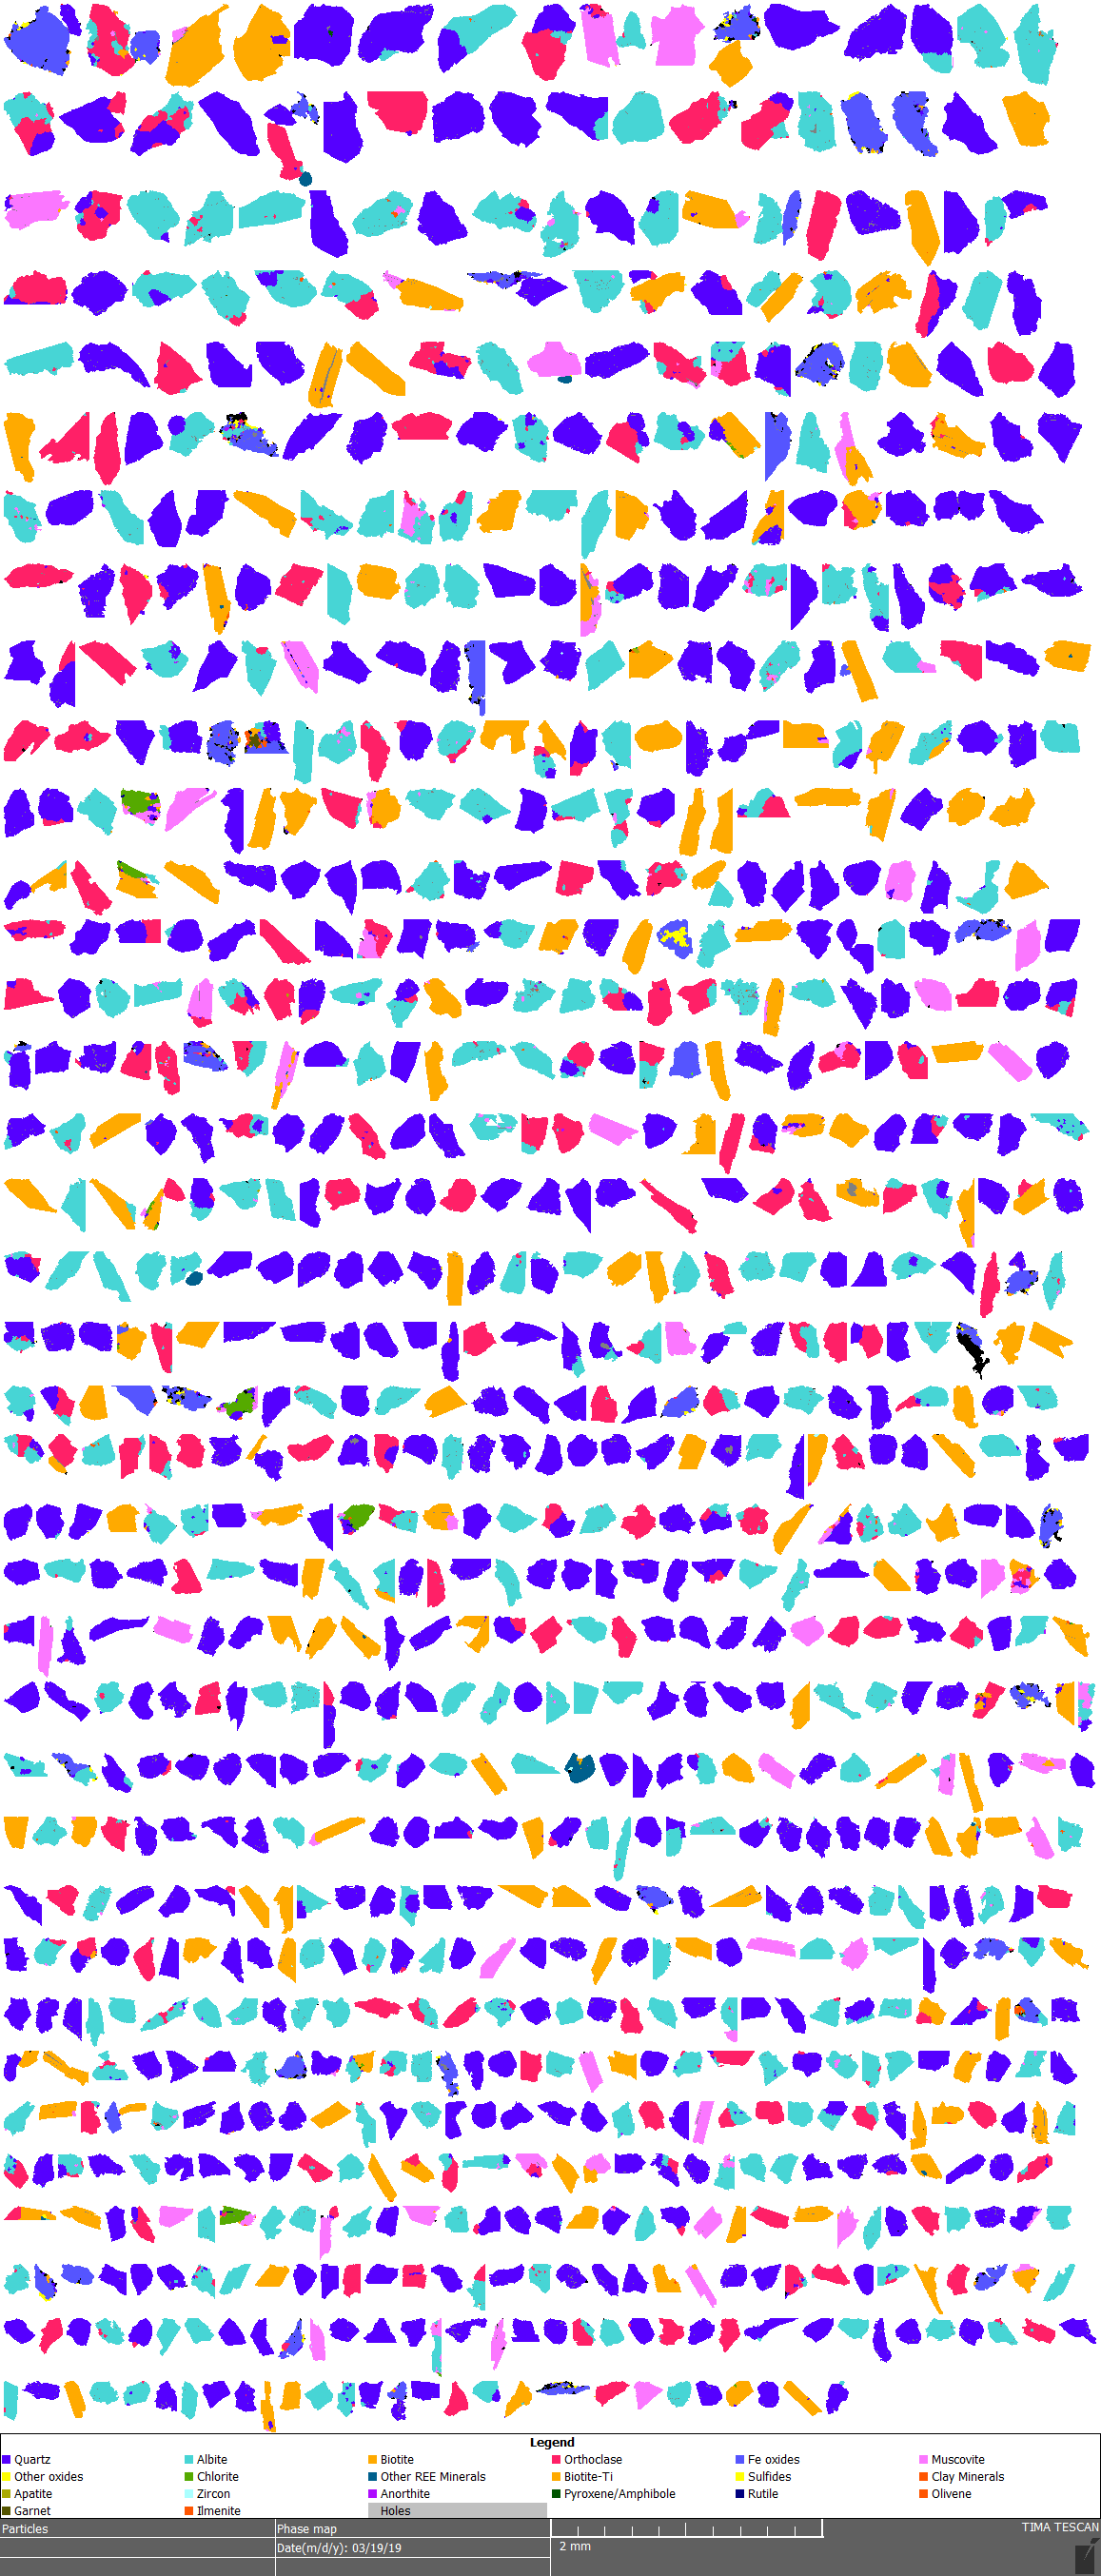 Legend
Quartz Albite Biotite Orthoclase Fe oxides Muscovite
Other oxides Chlorite Other REE Minerals Biotite-Ti Sulfides Clay Minerals
Apatite Zircon Anorthite Pyroxene/Amphibole Rutile Olivene
Garnet Ilmenite Holes
Particles Phase map TIMA TESCAN
Date(m/d/y): 03/19/19 2 mm